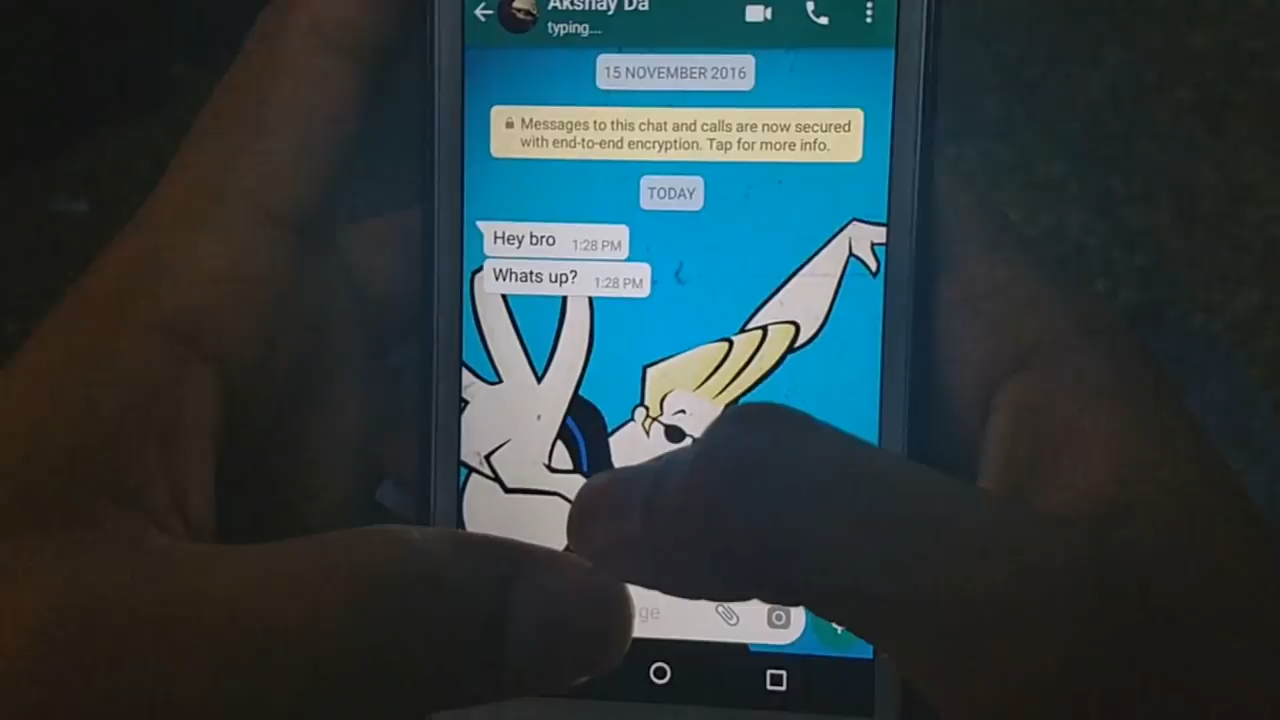 Akshay Da
typing...
15 NOVEMBER 2016
Messages to this chat and calls are now secured
with end-to-end encryption. Tap for more info.
TODAY
Hey bro 1:28 PM
Whats up? 1:28 PM
ge